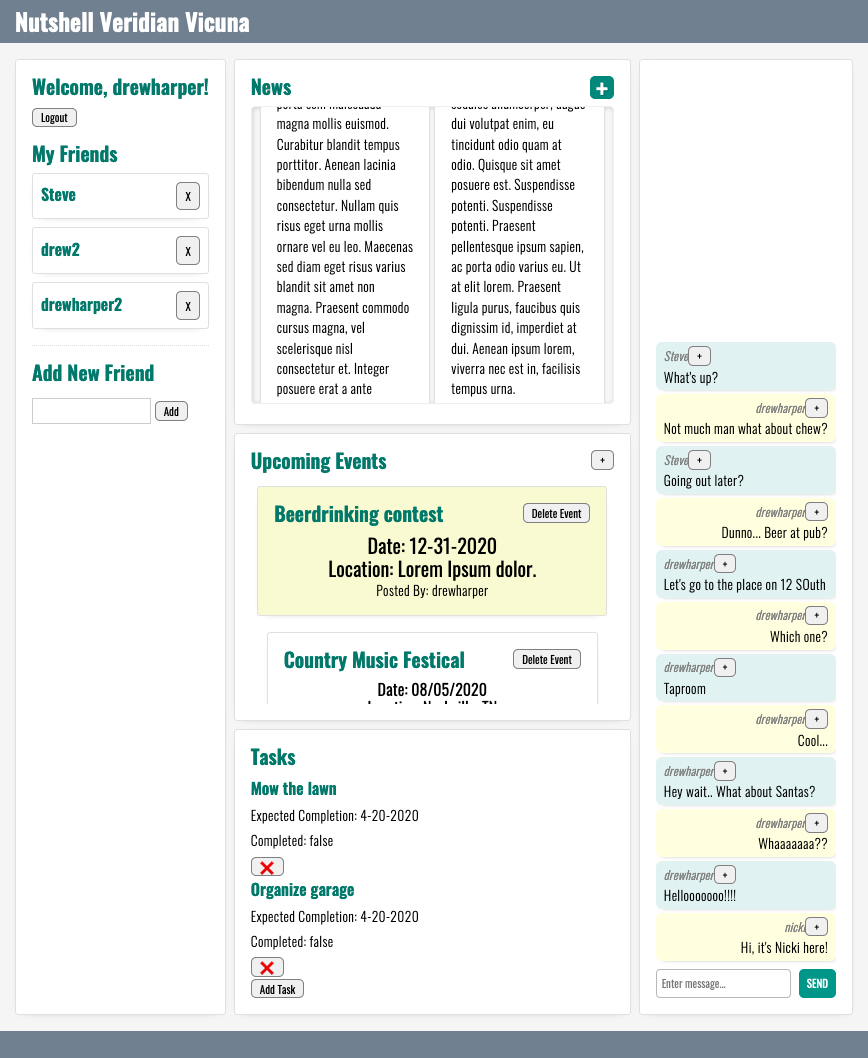 Nutshell Veridian Vicuna
Welcome, drewharper!
Logout
My Friends
Steve
X
drew2
X
drewharper2
X
Add New Friend
Add
News
+
magna mollis euismod.
Curabitur blandit tempus
porttitor. Aenean lacinia
bibendum nulla sed
consectetur. Nullam quis
risus eget urna mollis
ornare vel eu leo. Maecenas
sed diam eget risus varius
blandit sit amet non
magna. Praesent commodo
cursus magna, vel
scelerisque nisl
consectetur et. Integer
posuere erat a ante
dui volutpat enim, eu
tincidunt odio quam at
odio. Quisque sit amet
posuere est. Suspendisse
potenti. Suspendisse
potenti. Praesent
pellentesque ipsum sapien,
ac porta odio varius eu. Ut
at elit lorem. Praesent
ligula purus, faucibus quis
dignissim id, imperdiet at
dui. Aenean ipsum lorem,
viverra nec est in, facilisis
tempus urna.
Upcoming Events
+
Beerdrinking contest
Delete Event
Date: 12-31-2020
Location: Lorem Ipsum dolor.
Posted By: drewharper
Country Music Festical
Delete Event
Date: 08/05/2020
Location: Nashville, TN
Tasks
Mow the lawn
Expected Completion: 4-20-2020
Completed: false
❌
Organize garage
Expected Completion: 4-20-2020
Completed: false
❌
Add Task
Steve +
What's up?
drewharper +
Not much man what about chew?
Steve +
Going out later?
drewharper +
Dunno... Beer at pub?
drewharper +
Let's go to the place on 12 SOuth
drewharper +
Which one?
drewharper +
Taproom
drewharper +
Cool...
drewharper +
Hey wait.. What about Santas?
drewharper +
Whaaaaaaa??
drewharper +
Hellooooooo!!!!
nicki +
Hi, it's Nicki here!
Enter message...
SEND